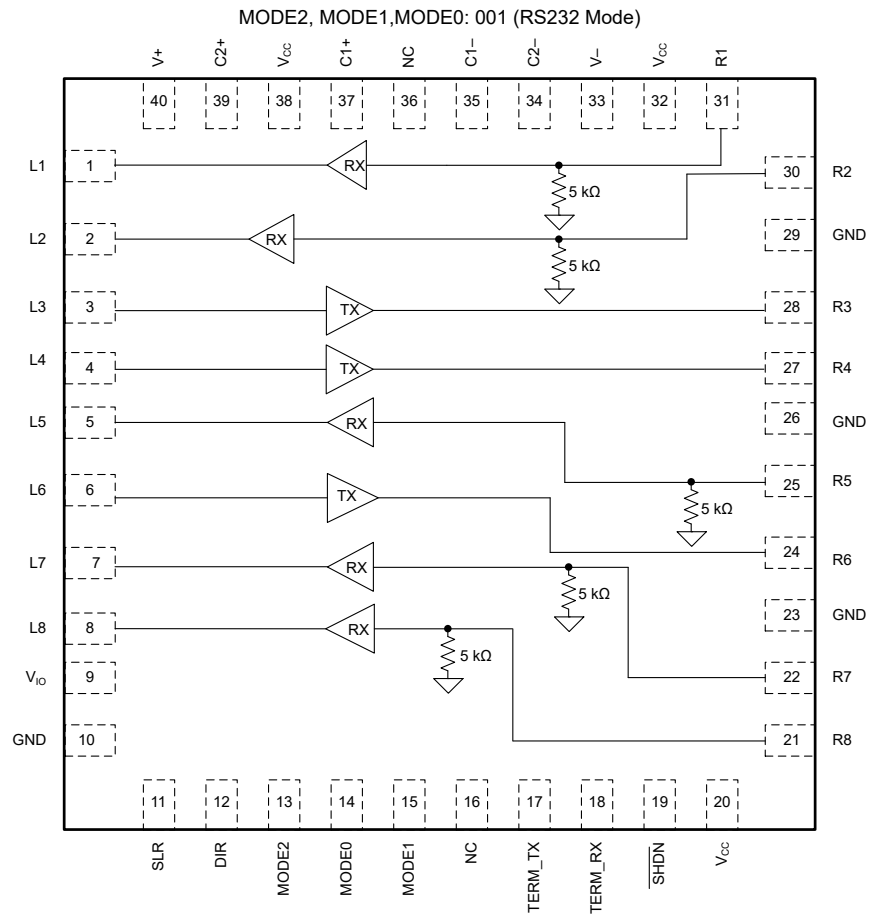 MODE2, MODE1,MODE0: 001 (RS232 Mode)
V+
C2+
VCC
C1+
NC
C1–
C2–
V–
VCC
R1
40
39
38
37
36
35
34
33
32
31
L1
1
RX
5 kΩ
30
R2
L2
2
RX
5 kΩ
29
GND
L3
3
TX
28
R3
L4
4
TX
27
R4
L5
5
RX
26
GND
25
R5
L6
6
TX
5 kΩ
24
R6
L7
7
RX
5 kΩ
23
GND
L8
8
RX
5 kΩ
VIO
9
22
R7
GND
10
21
R8
11
12
13
14
15
16
17
18
19
20
SLR
DIR
MODE2
MODE0
MODE1
NC
TERM_TX
TERM_RX
SHDN
VCC